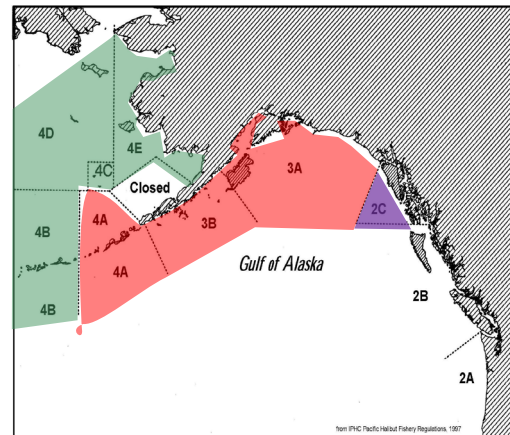 4D
4E
4C
Closed
3A
2C
4A
3B
4B
4A
Gulf of Alaska
4B
2B
2A
from IPHC Pacific Halibut Fishery Regulations, 1997